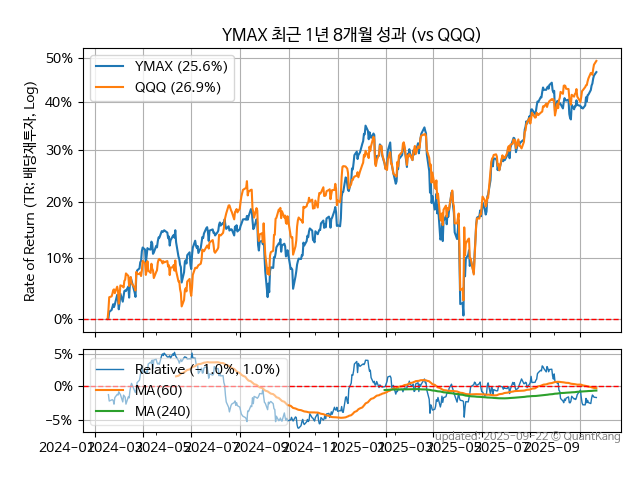 YMAX 최근 1년 8개월 성과 (vs QQQ)
Rate of Return (TR: 배당재투자, Log)
50%
40%
30%
20%
10%
0%
YMAX (25.6%)
QQQ (26.9%)
5%
0%
-5%
Relative (-1.0%, 1.0%)
MA(60)
MA(240)
updated: 2025-09-22 © QuantKang
2024-01
2024-03
2024-05
2024-07
2024-09
2024-11
2025-01
2025-03
2025-05
2025-07
2025-09